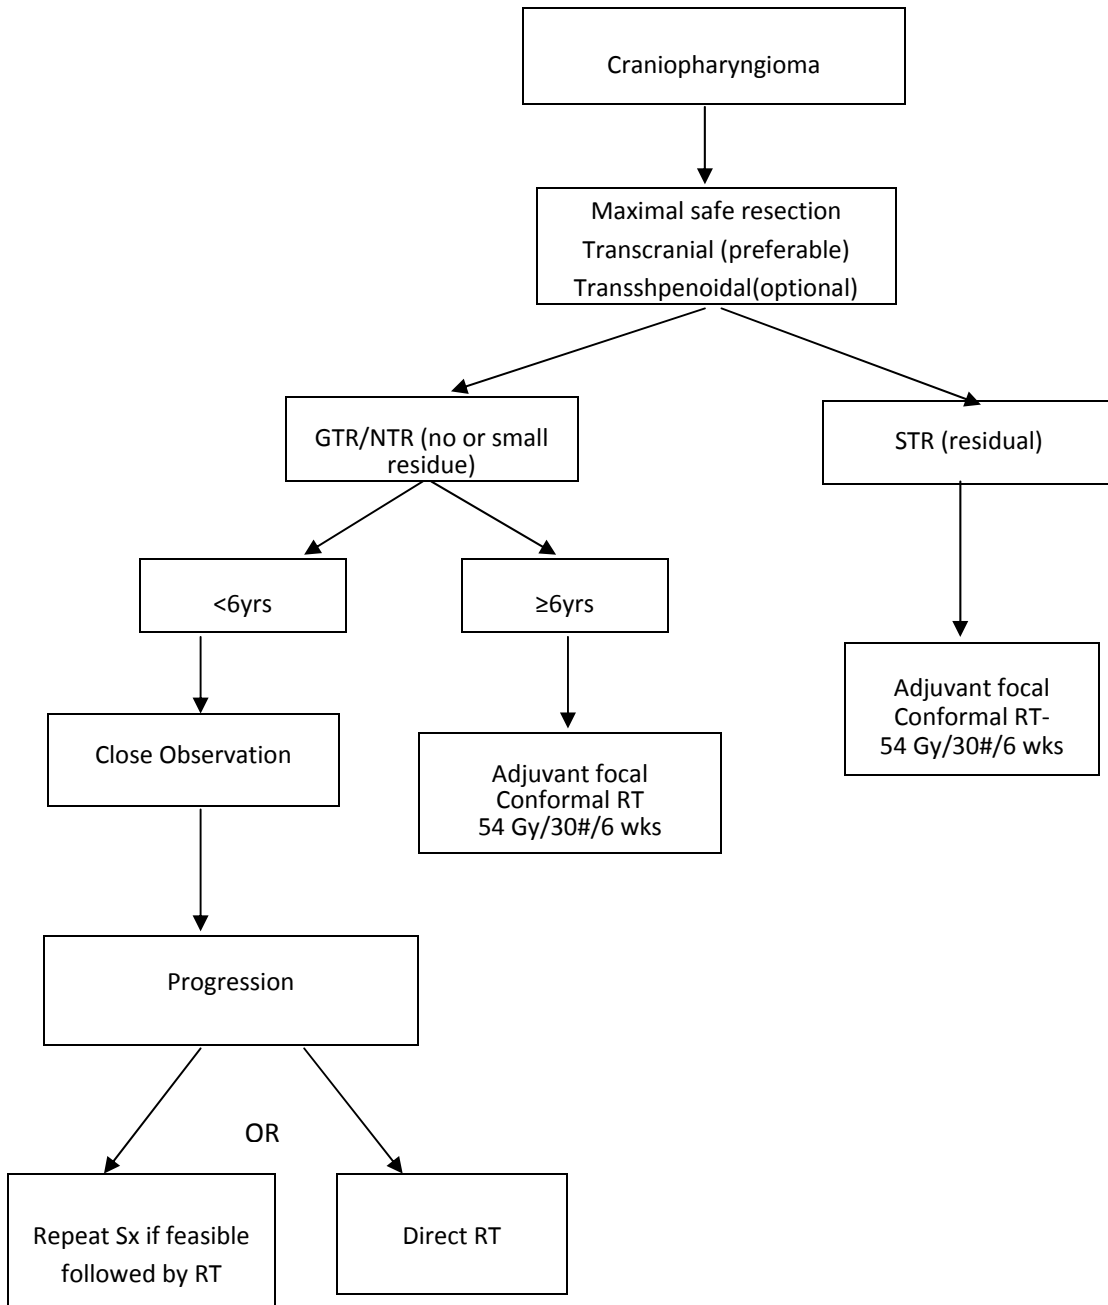 Craniopharyngioma
Maximal safe resection
Transcranial (preferable)
Transshpenoidal(optional)
GTR/NTR (no or small
residue)
STR (residual)
<6yrs
≥6yrs
Close Observation
Adjuvant focal
Conformal RT
54 Gy/30#/6 wks
Adjuvant focal
Conformal RT-
54 Gy/30#/6 wks
Progression
OR
Repeat Sx if feasible
followed by RT
Direct RT